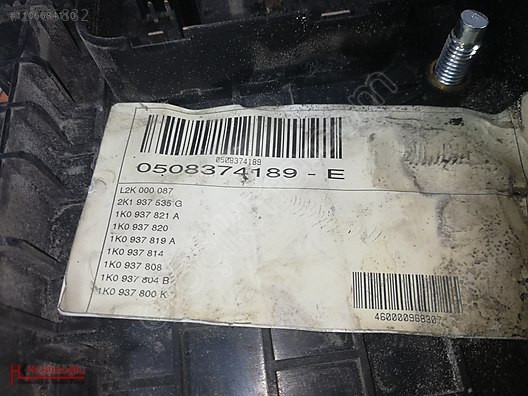 0508374189
0508374189 - E
L2K 000 087
2K1 937 535 G
1K0 937 821 A
1K0 937 820
1K0 937 819 A
1K0 937 814
1K0 937 808
1K0 937 804 B
1K0 937 800 K